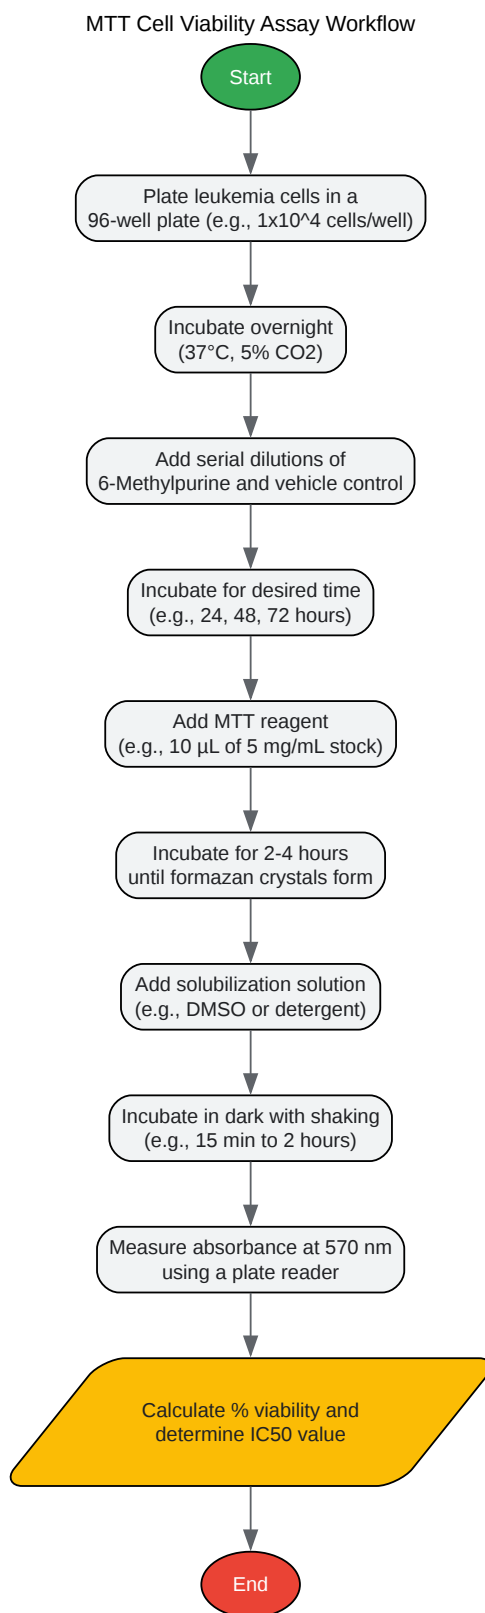 MTT Cell Viability Assay Workflow
Start
Plate leukemia cells in a
96-well plate (e.g., 1x10^4 cells/well)
Incubate overnight
(37°C, 5% CO2)
Add serial dilutions of
6-Methylpurine and vehicle control
Incubate for desired time
(e.g., 24, 48, 72 hours)
Add MTT reagent
(e.g., 10 µL of 5 mg/mL stock)
Incubate for 2-4 hours
until formazan crystals form
Add solubilization solution
(e.g., DMSO or detergent)
Incubate in dark with shaking
(e.g., 15 min to 2 hours)
Measure absorbance at 570 nm
using a plate reader
Calculate % viability and
determine IC50 value
End